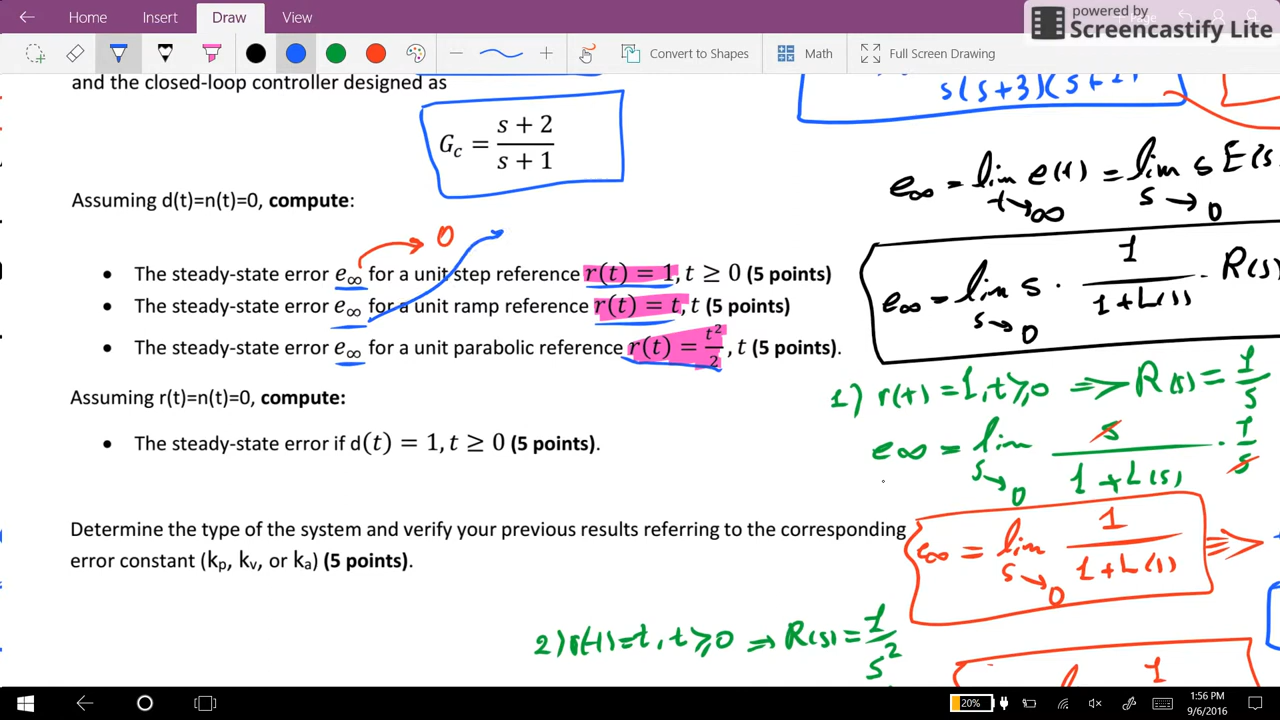 Home Insert Draw View
powered by
Screencastify Lite
Convert to Shapes Math Full Screen Drawing
and the closed-loop controller designed as
s(s+3)(s+
G_c = (s + 2)/(s + 1)
e∞ = lim e(t) = lim s E(s
t→∞ s→0
Assuming d(t)=n(t)=0, compute:
0
• The steady-state error e∞ for a unit step reference r(t) = 1, t ≥ 0 (5 points)
e∞ = lim s · 1/(1+L(s)) · R(s)
s→0
• The steady-state error e∞ for a unit ramp reference r(t) = t, t (5 points)
• The steady-state error e∞ for a unit parabolic reference r(t) = t²/2, t (5 points).
1) r(t) = 1, t ≥ 0 ⇒ R(s) = 1/s
Assuming r(t)=n(t)=0, compute:
• The steady-state error if d(t) = 1, t ≥ 0 (5 points).
e∞ = lim s/(1+L(s)) · 1/s
s→0
Determine the type of the system and verify your previous results referring to the corresponding
error constant (kp, kv, or ka) (5 points).
e∞ = lim 1/(1+L(s)) ⇒
s→0
2) r(t)=t, t ≥ 0 ⇒ R(s) = 1/s²
1
20%
1:56 PM
9/6/2016